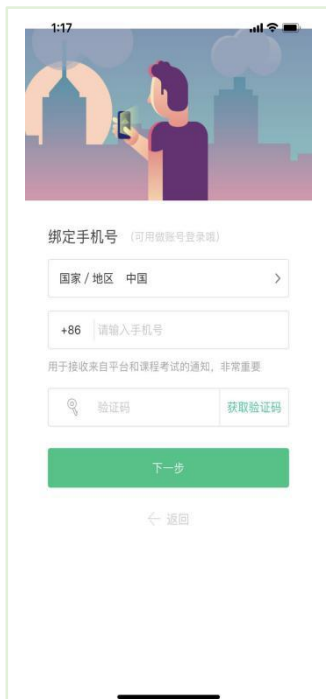 1:17
绑定手机号 (可用做账号登录哦)
国家 / 地区 中国
+86 请输入手机号
用于接收来自平台和课程考试的通知，非常重要
验证码 获取验证码
下一步
返回